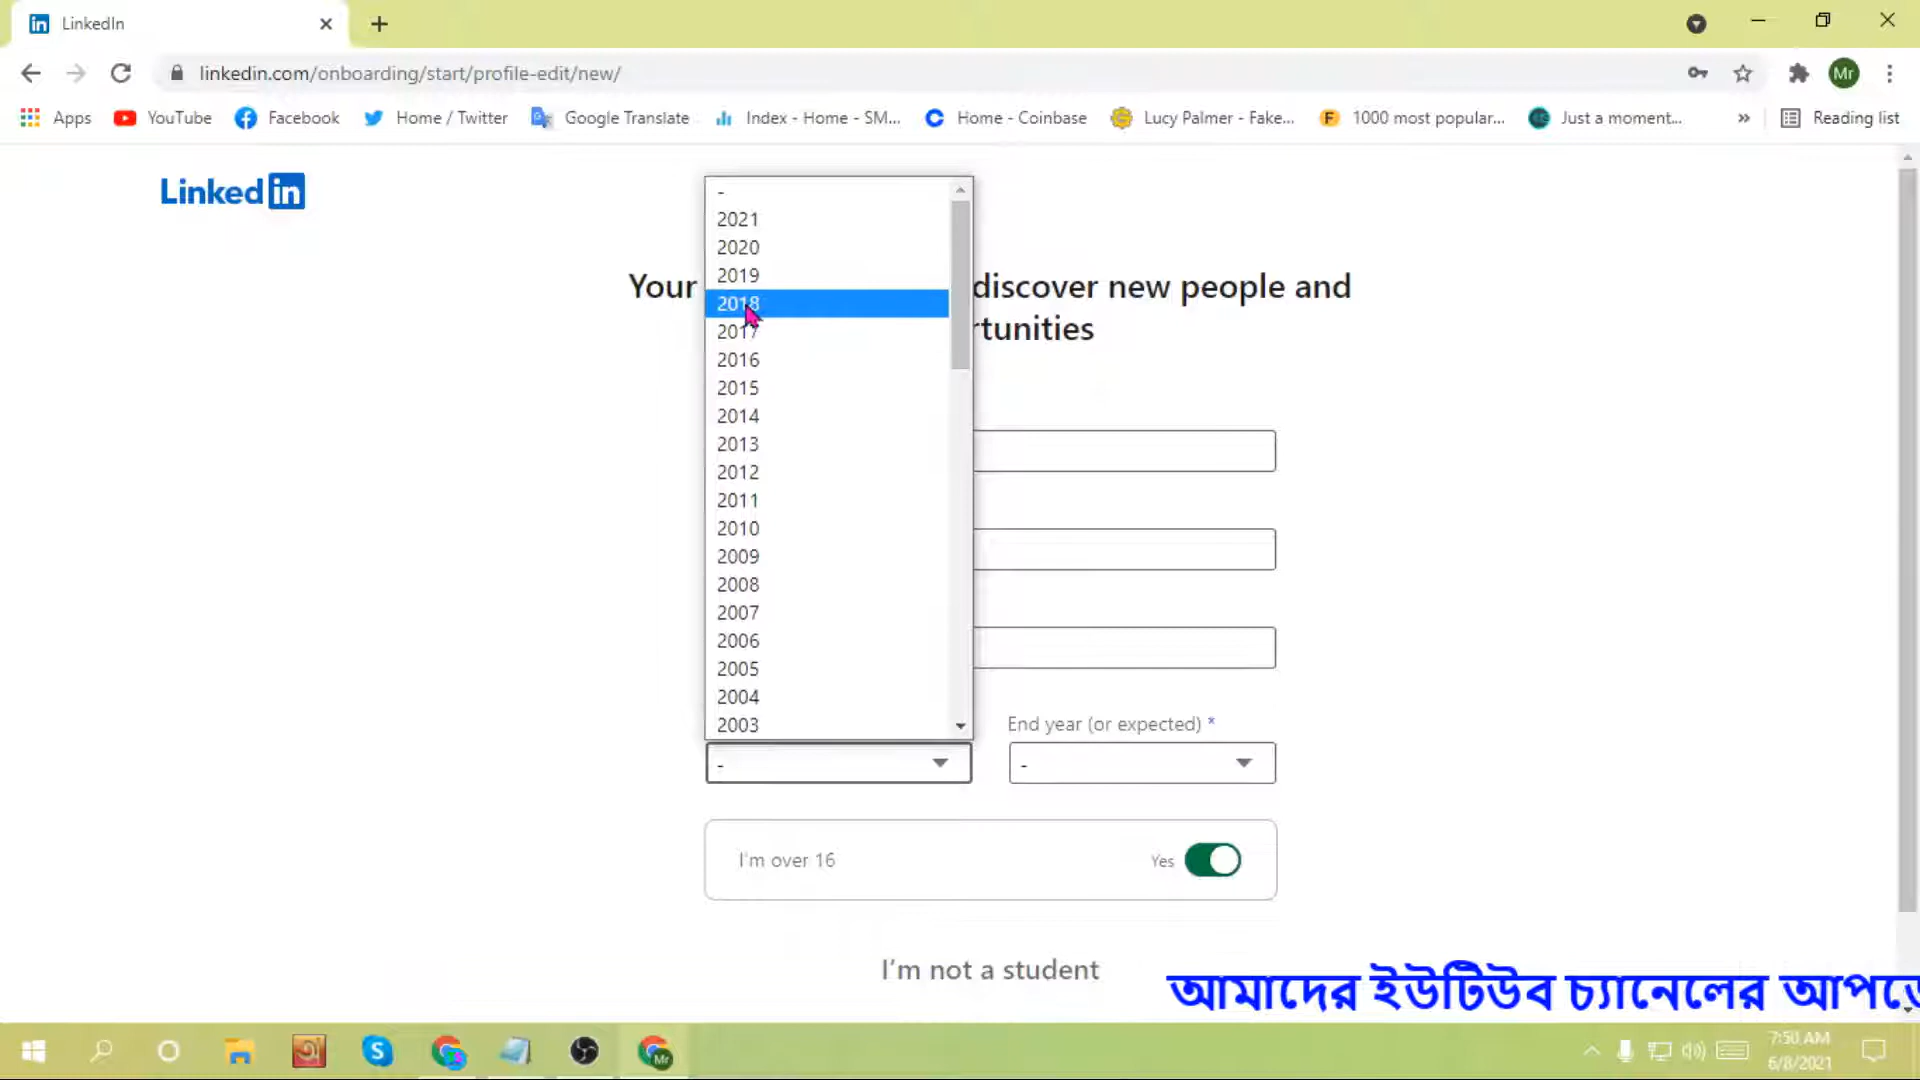 LinkedIn
linkedin.com/onboarding/start/profile-edit/new/
Mr
Apps
YouTube
Facebook
Home / Twitter
Google Translate
Index - Home - SM...
Home - Coinbase
Lucy Palmer - Fake...
1000 most popular...
Just a moment...
»
Reading list
Linked in
Your
discover new people and
rtunities
-
2021
2020
2019
2018
2017
2016
2015
2014
2013
2012
2011
2010
2009
2008
2007
2006
2005
2004
2003
End year (or expected) *
-
-
I'm over 16
Yes
I'm not a student
আমাদের ইউটিউব চ্যানেলের আপডে
7:50 AM
6/8/2021